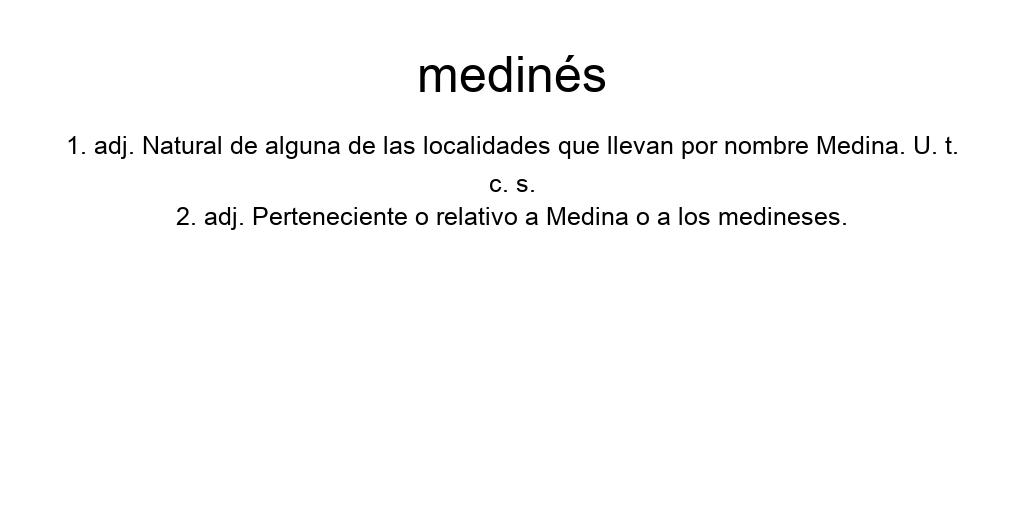 medinés
1. adj. Natural de alguna de las localidades que llevan por nombre Medina. U. t.
c. s.
2. adj. Perteneciente o relativo a Medina o a los medineses.